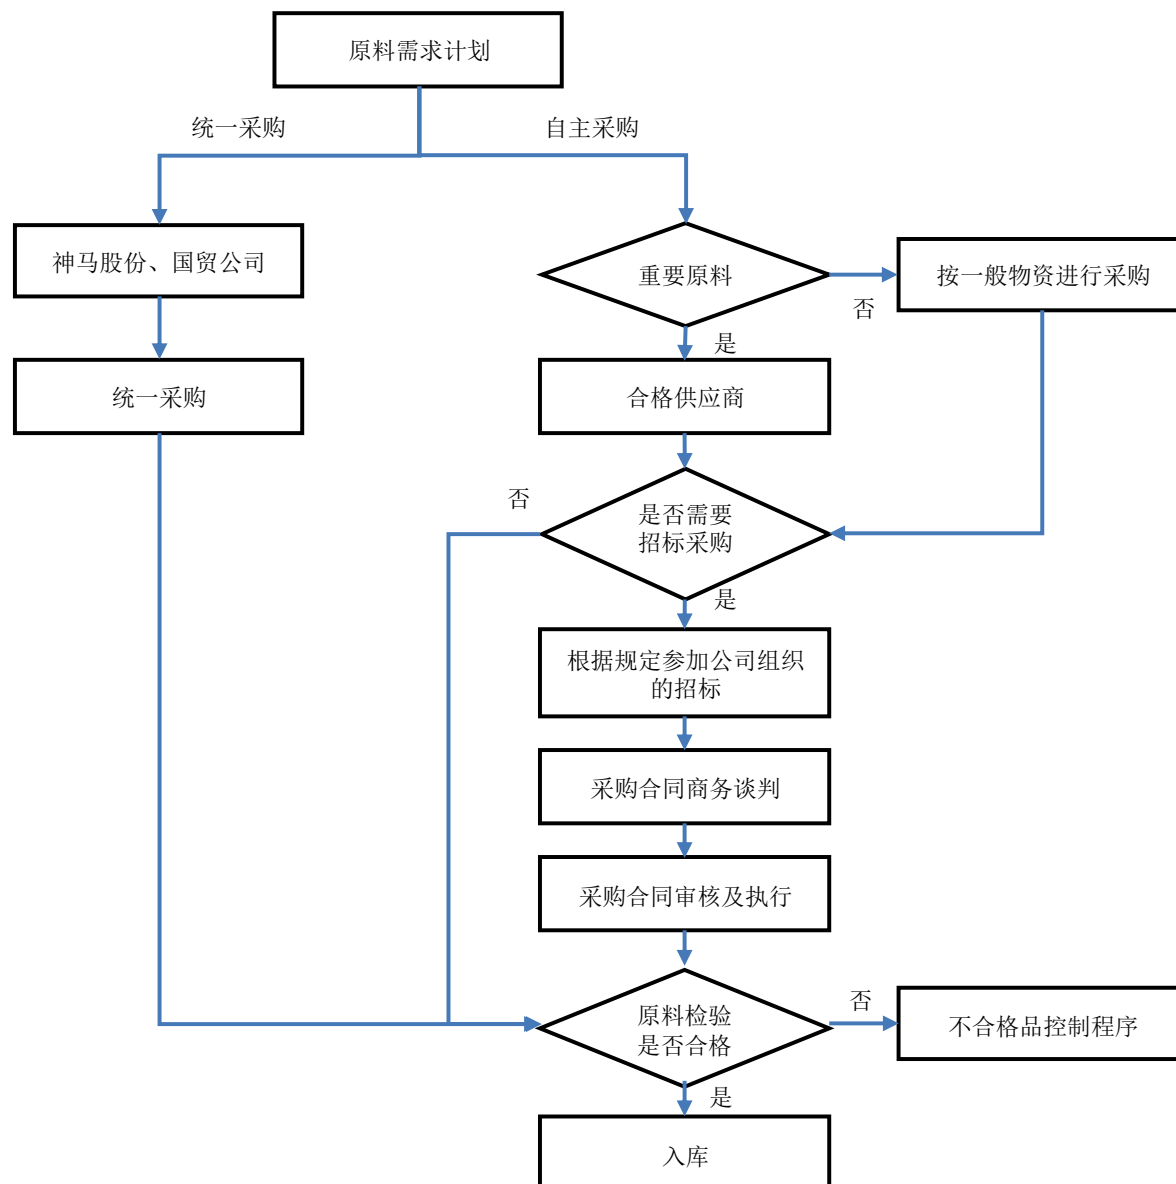 原料需求计划
统一采购
自主采购
神马股份、国贸公司
重要原料
按一般物资进行采购
否
是
统一采购
合格供应商
否
是否需要
招标采购
是
根据规定参加公司组织
的招标
采购合同商务谈判
采购合同审核及执行
原料检验
是否合格
否
不合格品控制程序
是
入库